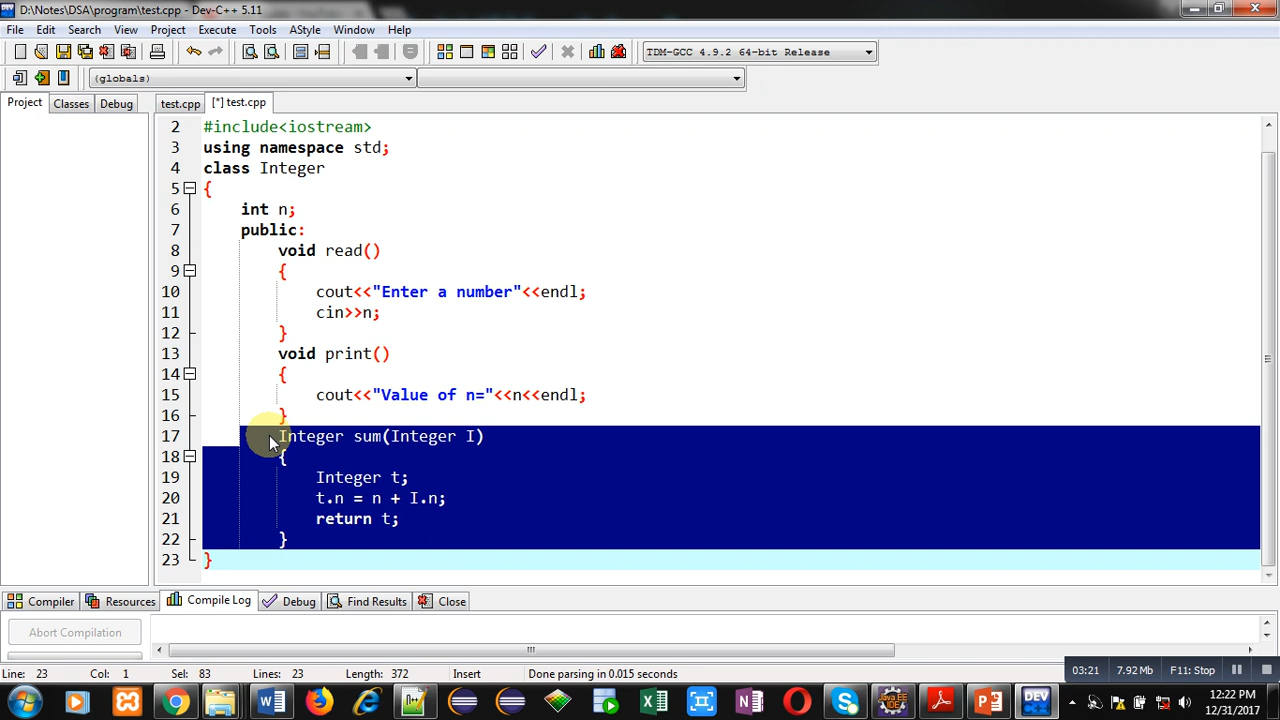 D:\Notes\DSA\program\test.cpp - Dev-C++ 5.11
File Edit Search View Project Execute Tools AStyle Window Help
TDM-GCC 4.9.2 64-bit Release
(globals)
Project Classes Debug test.cpp [*] test.cpp
2 #include<iostream>
3 using namespace std;
4 class Integer
5 {
6 int n;
7 public:
8 void read()
9 {
10 cout<<"Enter a number"<<endl;
11 cin>>n;
12 }
13 void print()
14 {
15 cout<<"Value of n="<<n<<endl;
16 }
17 Integer sum(Integer I)
18 {
19 Integer t;
20 t.n = n + I.n;
21 return t;
22 }
23 }
Compiler Resources Compile Log Debug Find Results Close
Abort Compilation
Line: 23 Col: 1 Sel: 83 Lines: 23 Length: 372 Insert Done parsing in 0.015 seconds
03:21 7.92 Mb F11: Stop
12:22 PM
12/31/2017